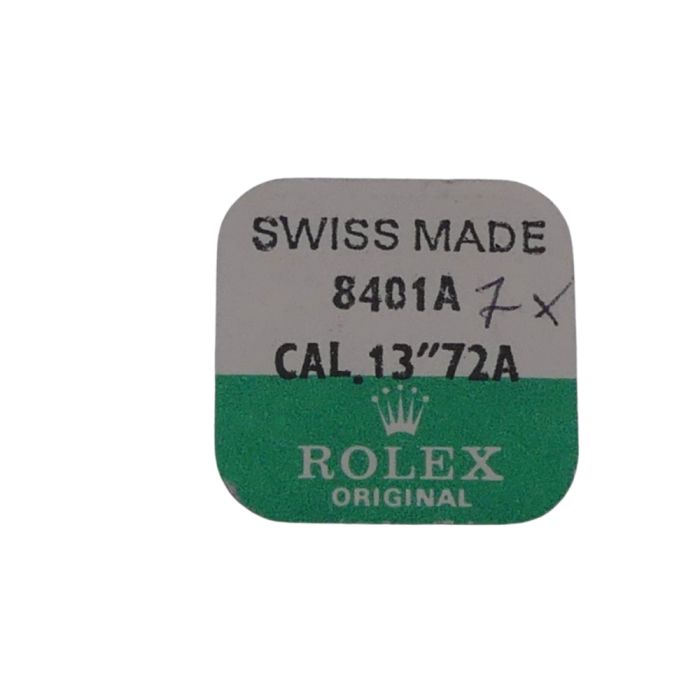 SWISS MADE
8401A 7x
CAL. 13”72A
ROLEX
ORIGINAL